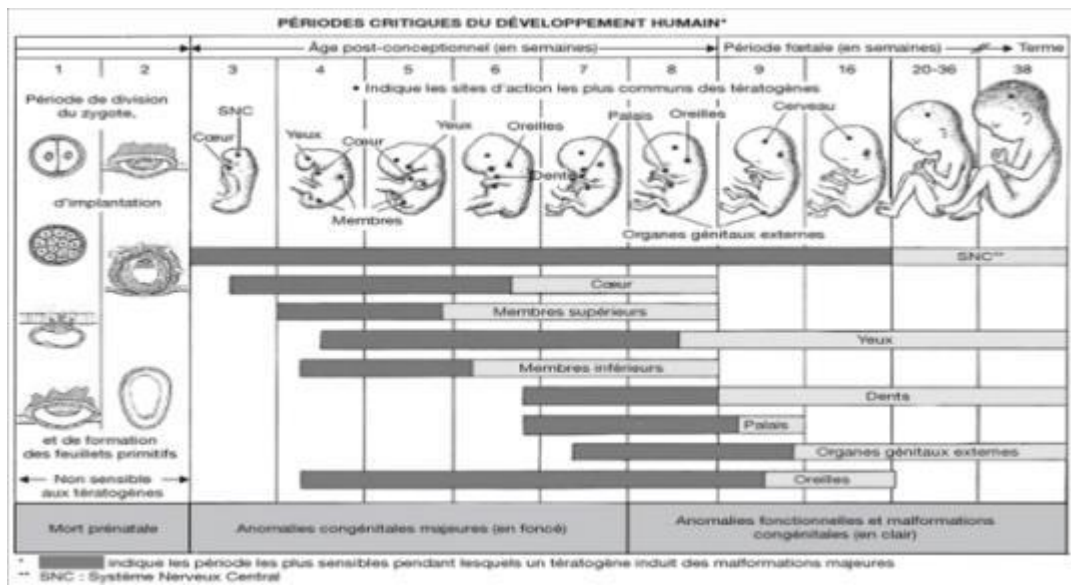 PÉRIODES CRITIQUES DU DÉVELOPPEMENT HUMAIN*
Âge post-conceptionnel (en semaines)
Période fœtale (en semaines)
Terme
1
2
3
4
5
6
7
8
9
16
20-36
38
• Indique les sites d'action les plus communs des tératogènes
Période de division
du zygote,
SNC
Cœur
Yeux
Cœur
Yeux
Oreilles
Palais
Oreilles
Cerveau
Dents
d'implantation
Membres
Organes génitaux externes
SNC**
Cœur
Membres supérieurs
Yeux
Membres inférieurs
Dents
Palais
et de formation
des feuillets primitifs
Organes génitaux externes
Non sensible
aux tératogènes
Oreilles
Mort prénatale
Anomalies congénitales majeures (en foncé)
Anomalies fonctionnelles et malformations
congénitales (en clair)
* indique les période les plus sensibles pendant lesquels un tératogène induit des malformations majeures
** SNC : Système Nerveux Central